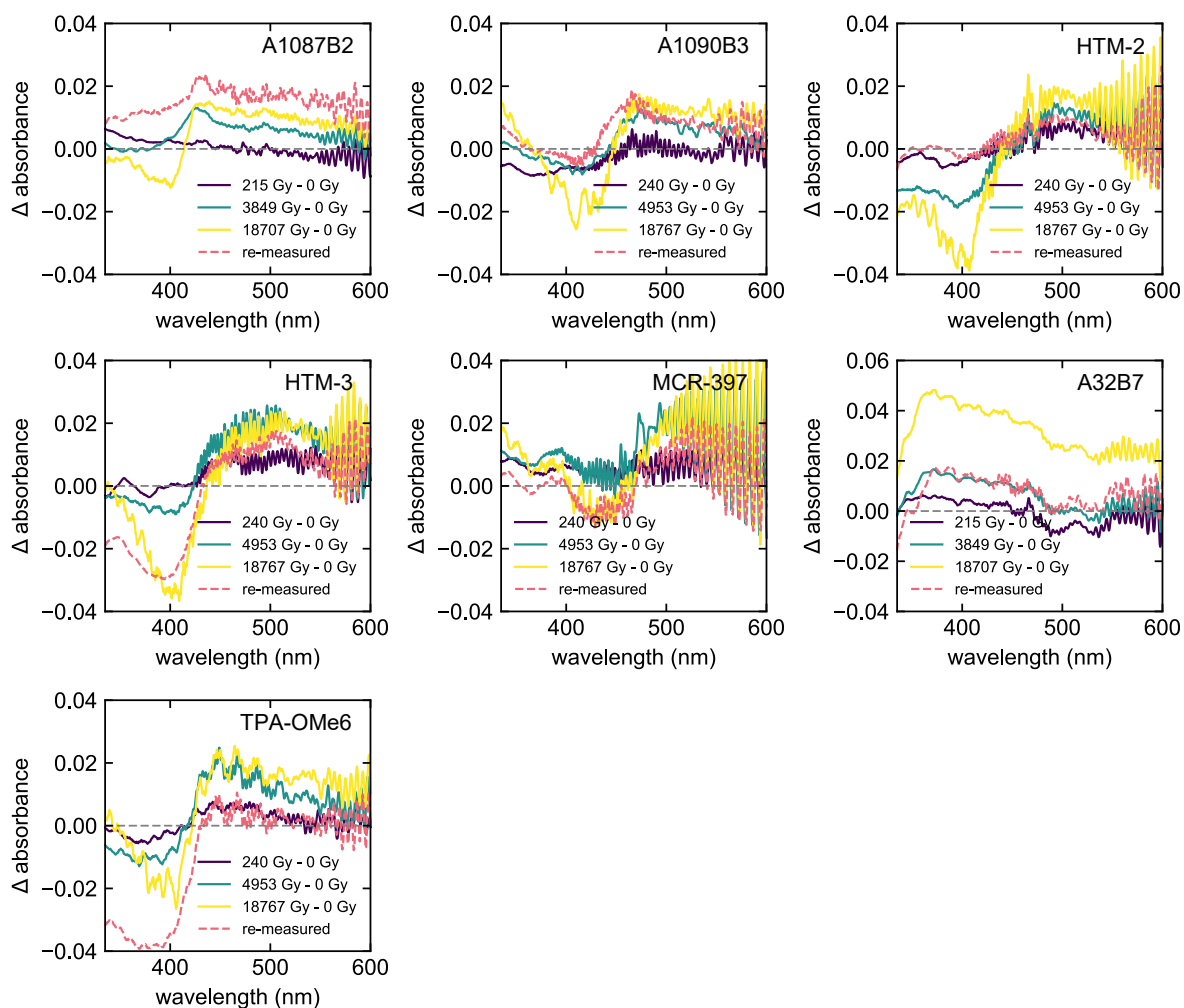 A1087B2
Δ absorbance
0.04
0.02
0.00
−0.02
−0.04
215 Gy - 0 Gy
3849 Gy - 0 Gy
18707 Gy - 0 Gy
re-measured
400
500
600
wavelength (nm)
A1090B3
Δ absorbance
0.04
0.02
0.00
−0.02
−0.04
240 Gy - 0 Gy
4953 Gy - 0 Gy
18767 Gy - 0 Gy
re-measured
400
500
600
wavelength (nm)
HTM-2
Δ absorbance
0.04
0.02
0.00
−0.02
−0.04
240 Gy - 0 Gy
4953 Gy - 0 Gy
18767 Gy - 0 Gy
re-measured
400
500
600
wavelength (nm)
HTM-3
Δ absorbance
0.04
0.02
0.00
−0.02
−0.04
240 Gy - 0 Gy
4953 Gy - 0 Gy
18767 Gy - 0 Gy
re-measured
400
500
600
wavelength (nm)
MCR-397
Δ absorbance
0.04
0.02
0.00
−0.02
−0.04
240 Gy - 0 Gy
4953 Gy - 0 Gy
18767 Gy - 0 Gy
re-measured
400
500
600
wavelength (nm)
A32B7
Δ absorbance
0.06
0.04
0.02
0.00
−0.02
−0.04
215 Gy - 0 Gy
3849 Gy - 0 Gy
18707 Gy - 0 Gy
re-measured
400
500
600
wavelength (nm)
TPA-OMe6
Δ absorbance
0.04
0.02
0.00
−0.02
−0.04
240 Gy - 0 Gy
4953 Gy - 0 Gy
18767 Gy - 0 Gy
re-measured
400
500
600
wavelength (nm)